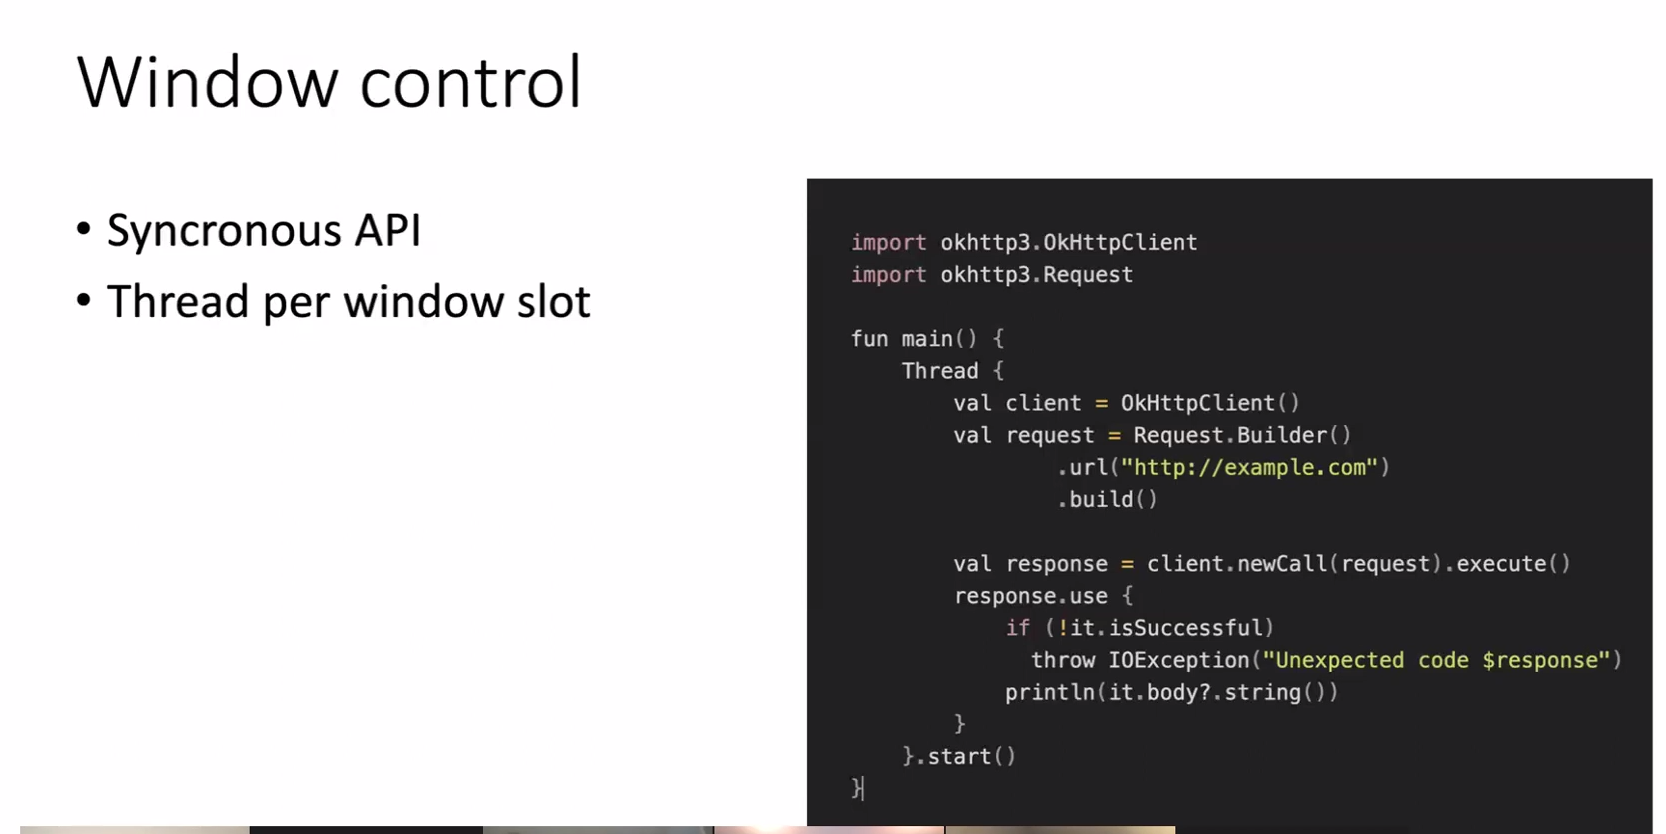 Window control
• Syncronous API
• Thread per window slot
import okhttp3.OkHttpClient
import okhttp3.Request
fun main() {
    Thread {
        val client = OkHttpClient()
        val request = Request.Builder()
                .url("http://example.com")
                .build()
        val response = client.newCall(request).execute()
        response.use {
            if (!it.isSuccessful)
              throw IOException("Unexpected code $response")
            println(it.body?.string())
        }
    }.start()
}